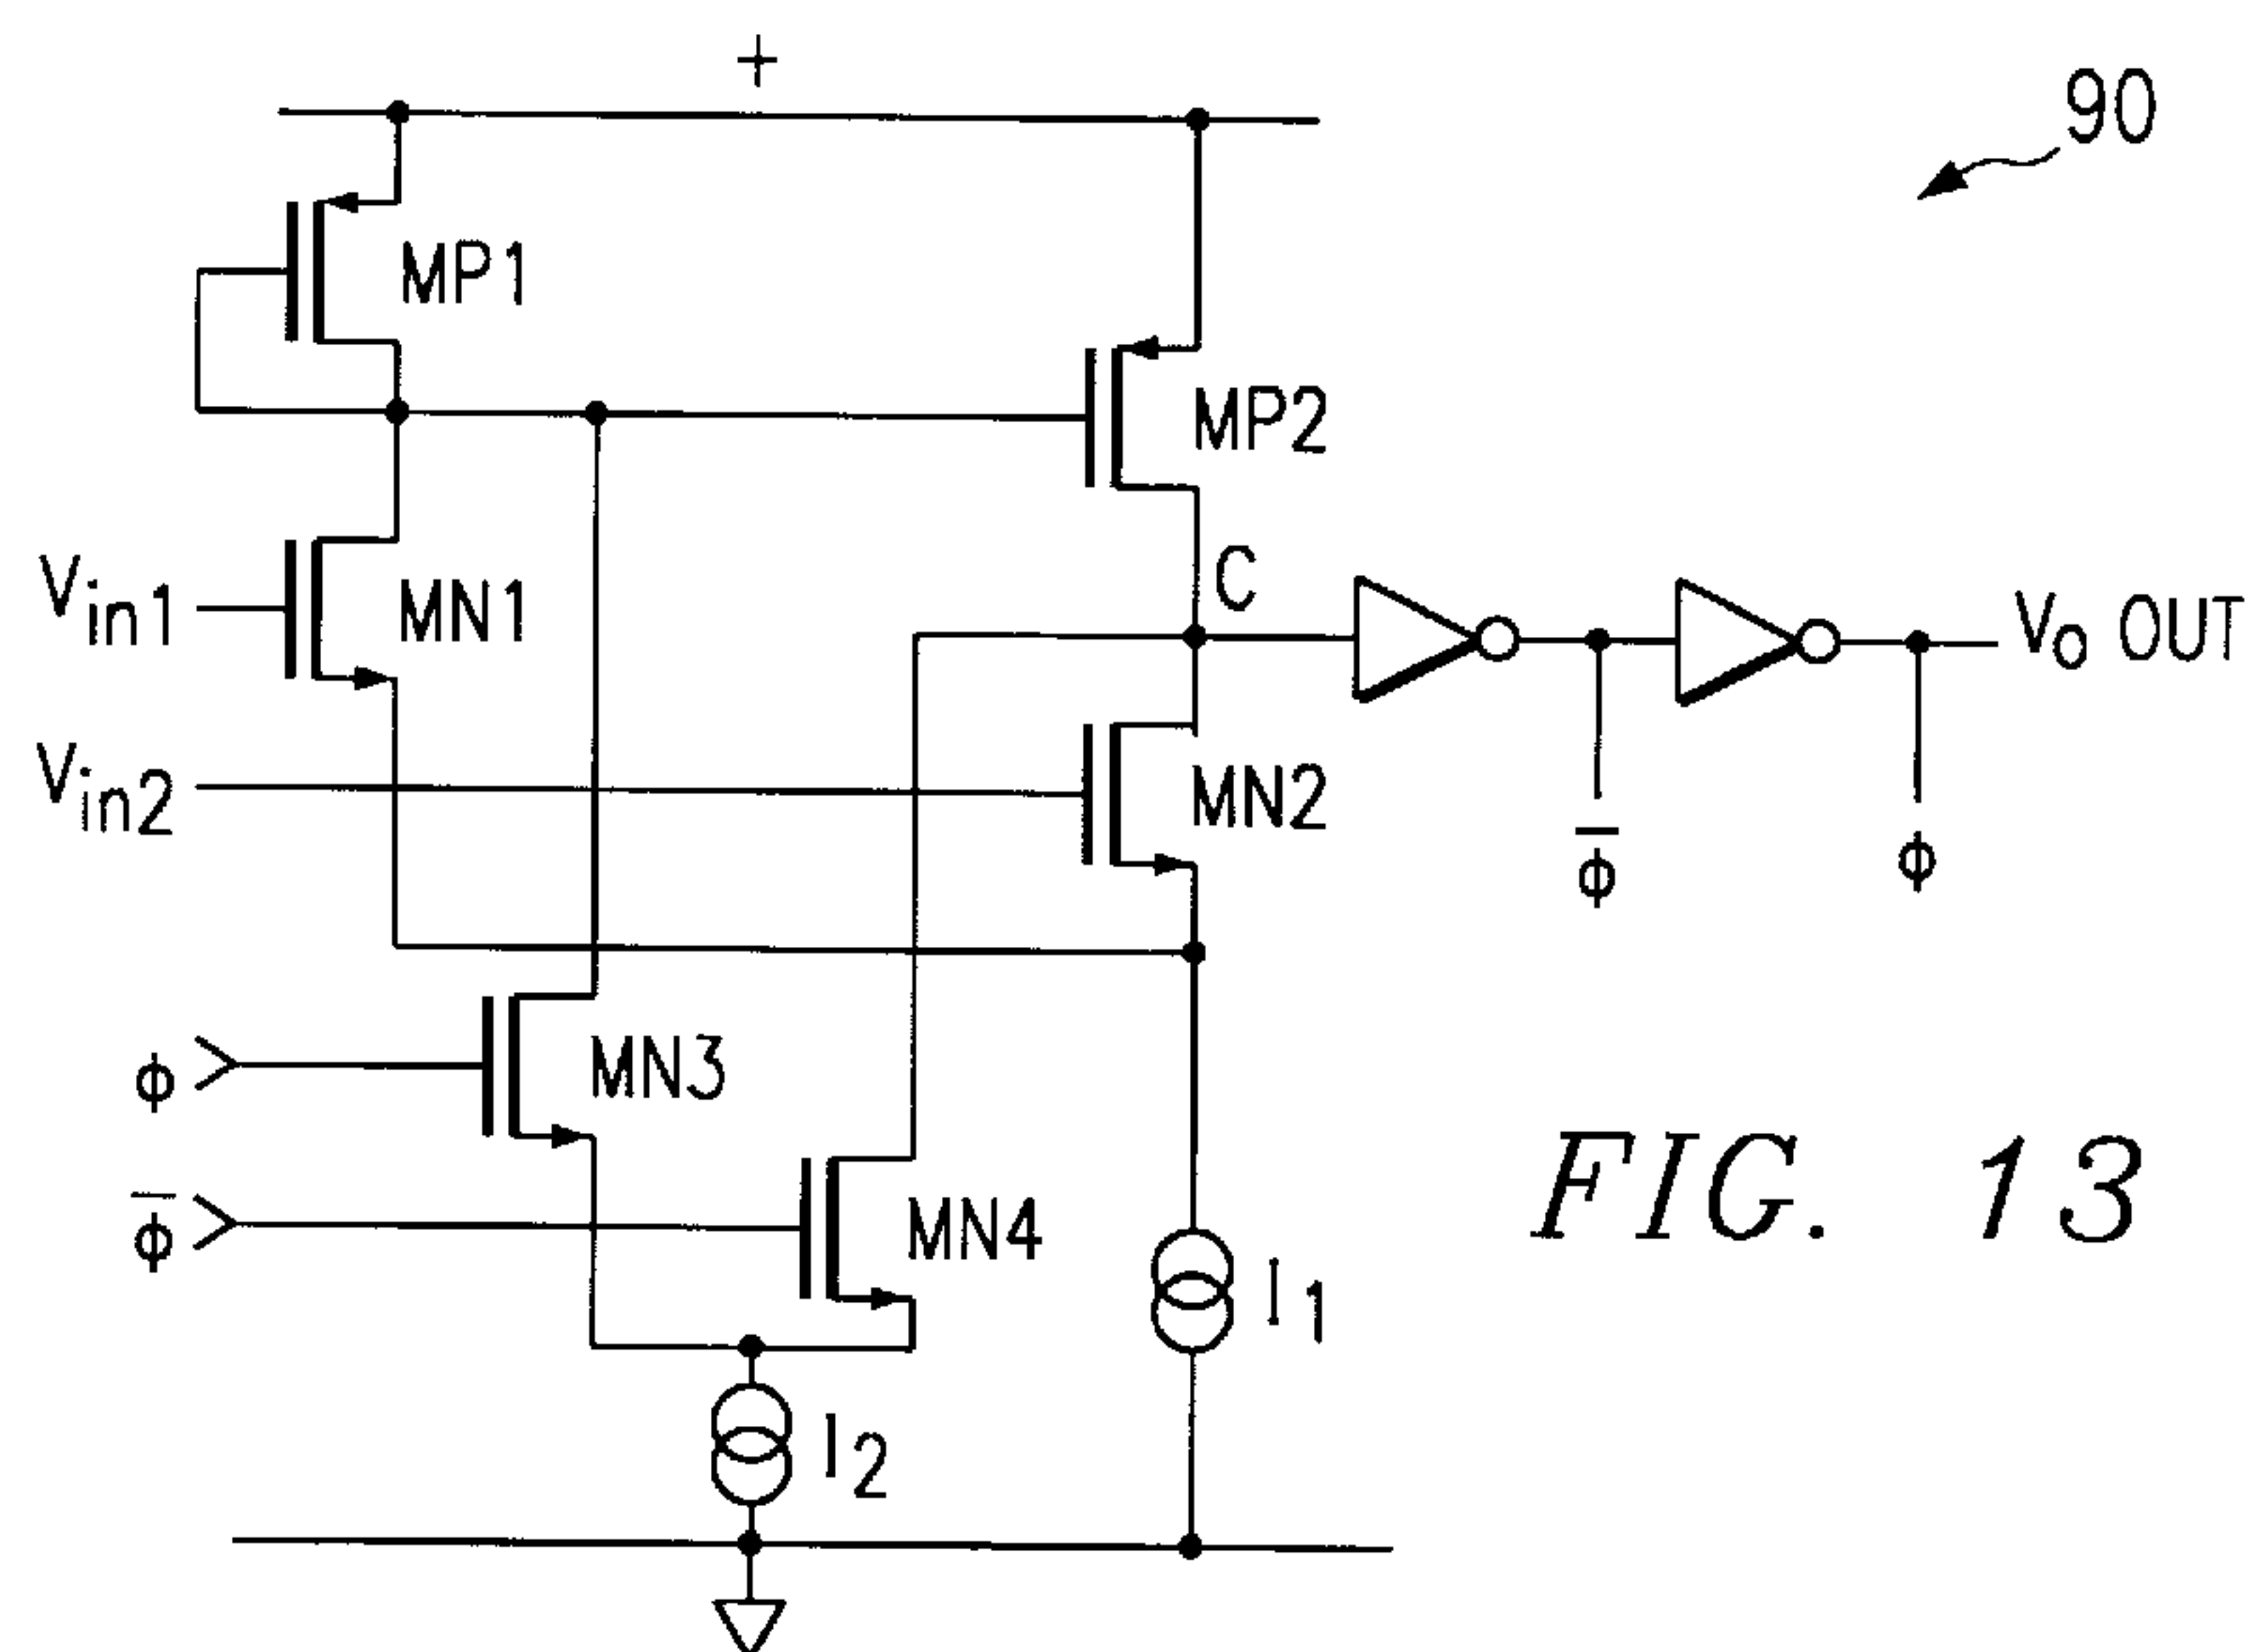 +
90
MP1
MP2
C
Vin1
MN1
Vo OUT
Vin2
MN2
ϕ̅
ϕ
ϕ
MN3
ϕ̅
MN4
I1
FIG. 13
I2